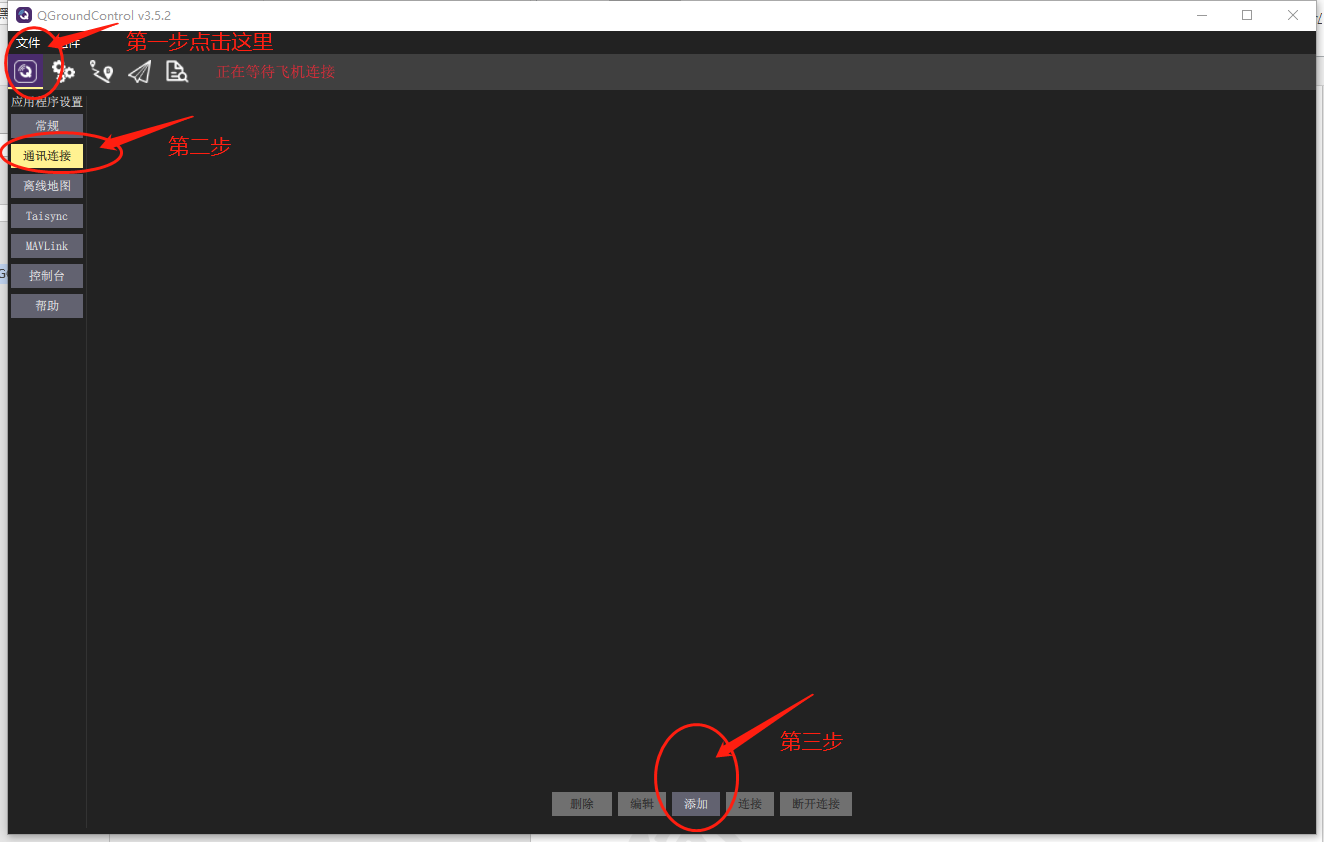 QGroundControl v3.5.2
文件
第一步点击这里
正在等待飞机连接
应用程序设置
常规
通讯连接
第二步
离线地图
Taisync
MAVLink
控制台
帮助
第三步
删除 编辑 添加 连接 断开连接